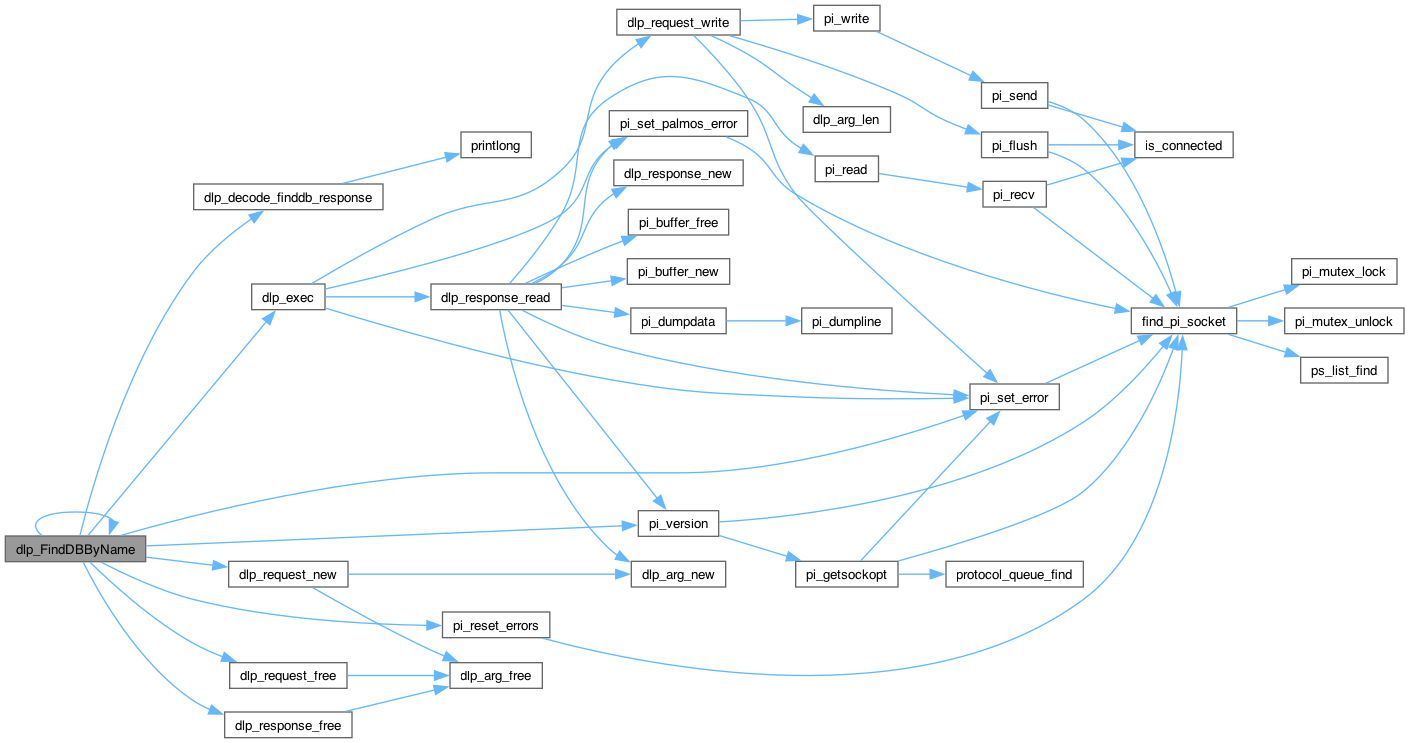 dlp_request_write
pi_write
pi_send
dlp_arg_len
pi_set_palmos_error
printlong
pi_flush
is_connected
dlp_response_new
pi_read
dlp_decode_finddb_response
pi_recv
pi_buffer_free
pi_buffer_new
pi_mutex_lock
dlp_exec
dlp_response_read
pi_dumpdata
pi_dumpline
find_pi_socket
pi_mutex_unlock
ps_list_find
pi_set_error
pi_version
dlp_FindDBByName
dlp_request_new
dlp_arg_new
pi_getsockopt
protocol_queue_find
pi_reset_errors
dlp_request_free
dlp_arg_free
dlp_response_free